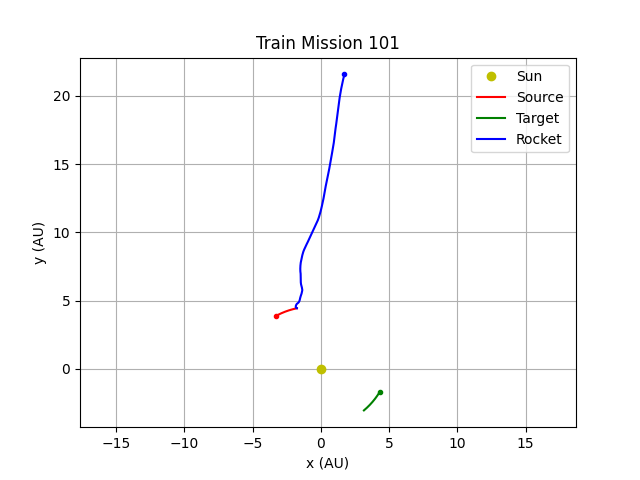 Train Mission 101
Sun
Source
Target
Rocket
20
15
10
5
0
−15
−10
−5
0
5
10
15
x (AU)
y (AU)